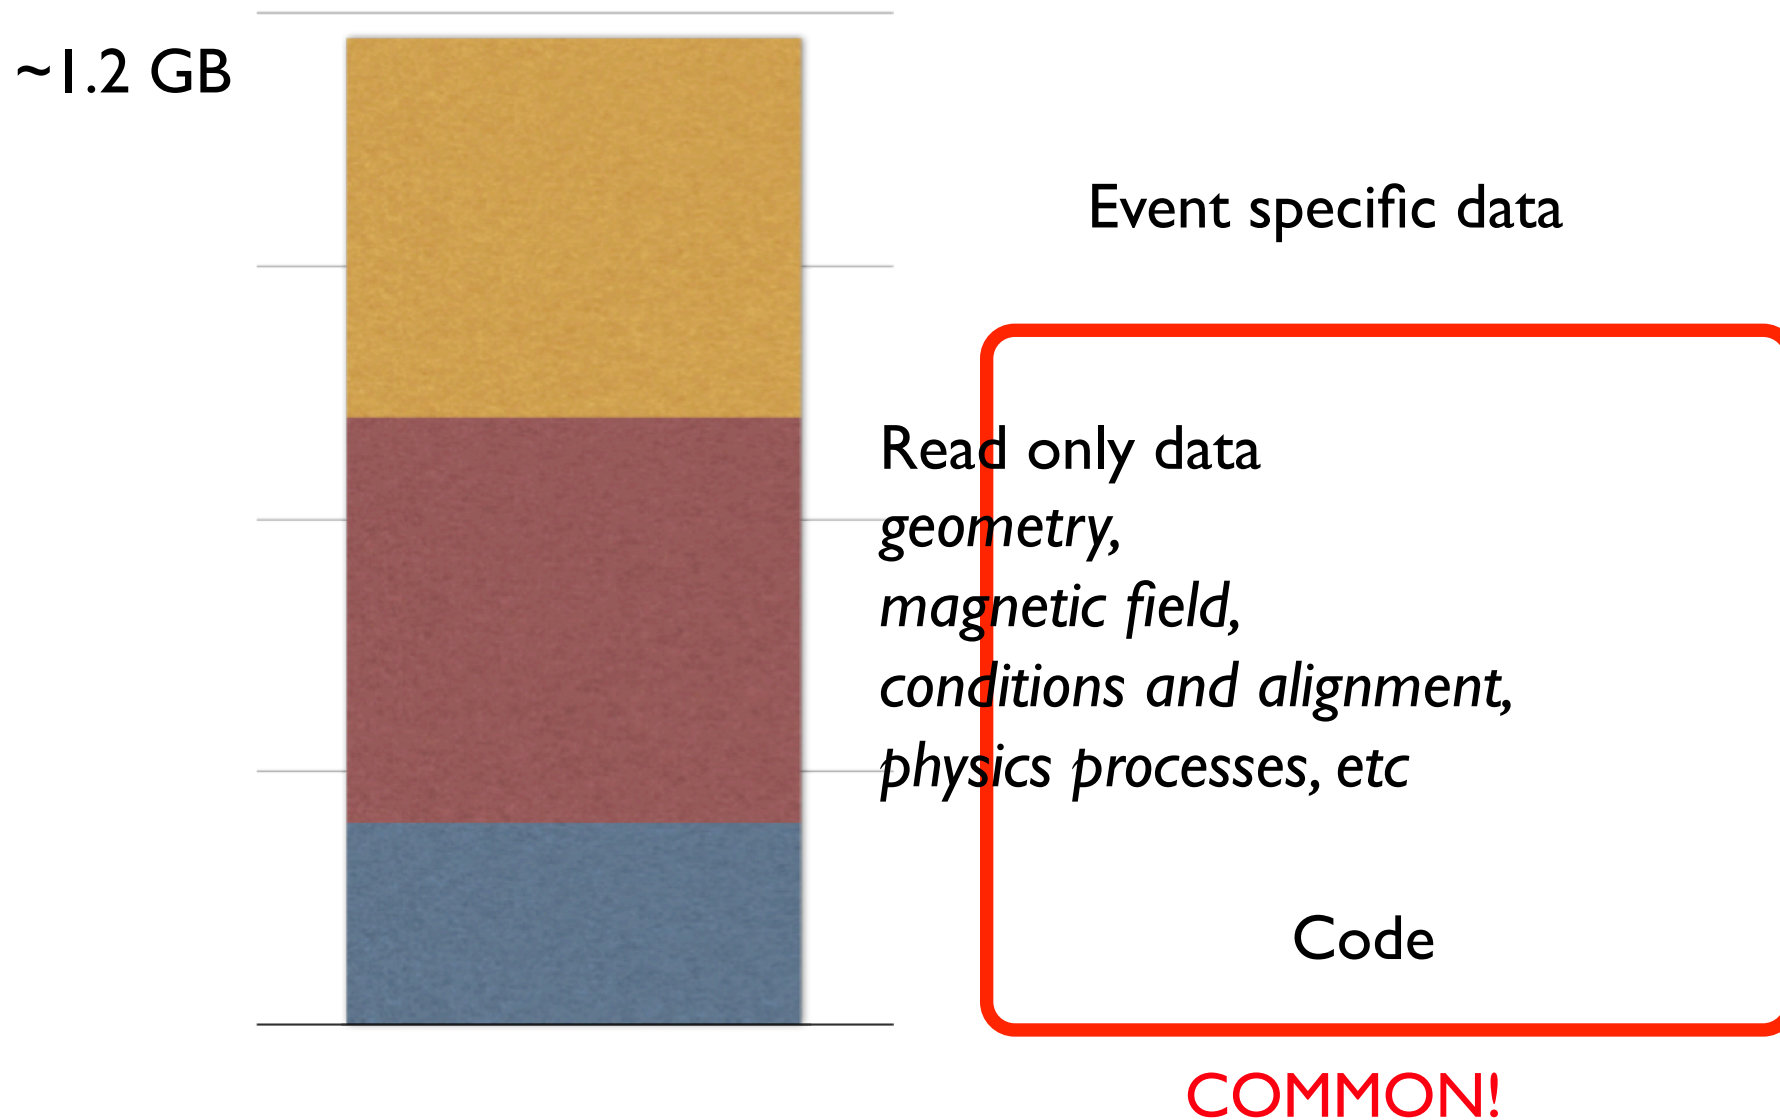 ~1.2 GB
Event specific data
Read only data
geometry,
magnetic field,
conditions and alignment,
physics processes, etc
Code
COMMON!